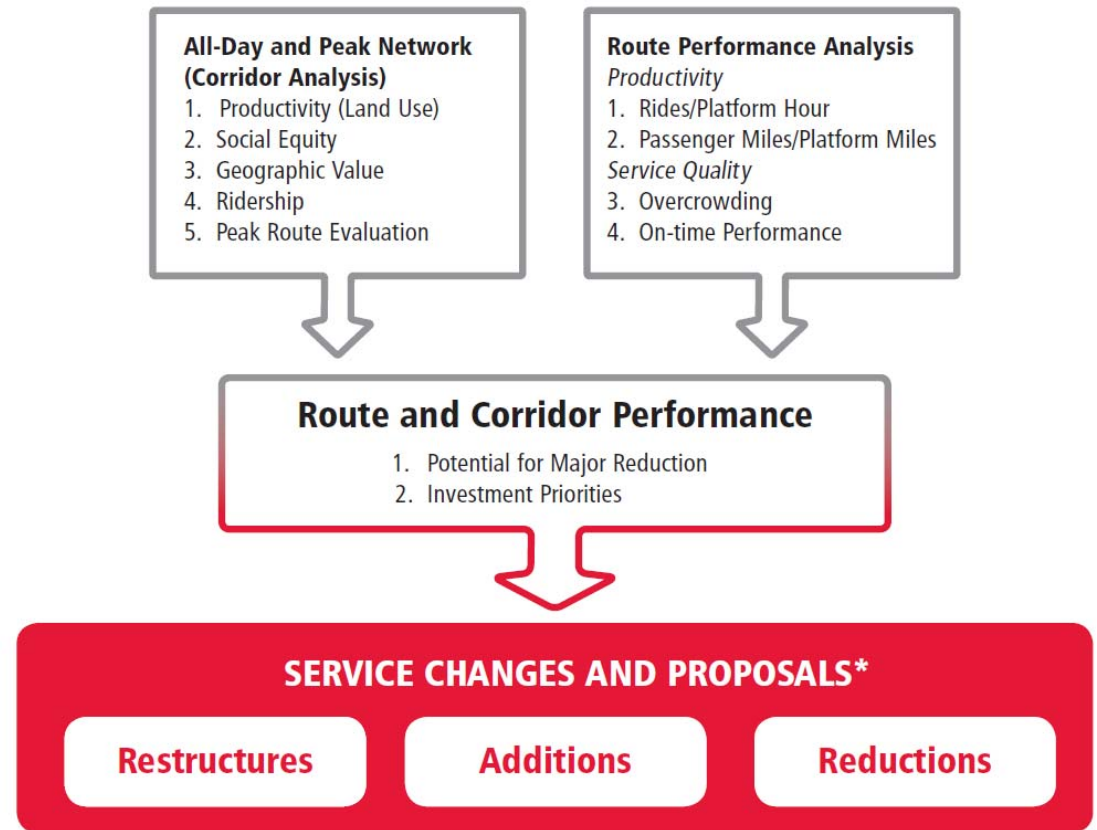 All-Day and Peak Network
(Corridor Analysis)
1. Productivity (Land Use)
2. Social Equity
3. Geographic Value
4. Ridership
5. Peak Route Evaluation
Route Performance Analysis
Productivity
1. Rides/Platform Hour
2. Passenger Miles/Platform Miles
Service Quality
3. Overcrowding
4. On-time Performance
Route and Corridor Performance
1. Potential for Major Reduction
2. Investment Priorities
SERVICE CHANGES AND PROPOSALS*
Restructures
Additions
Reductions